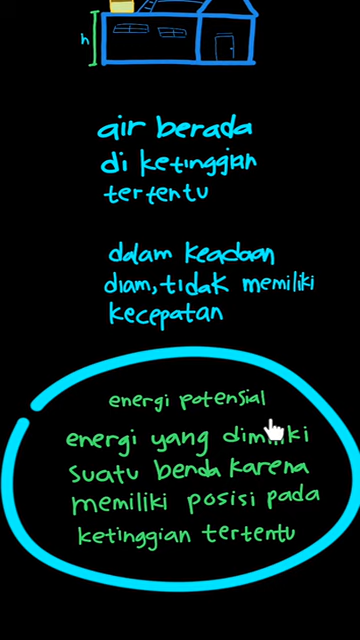 h
air berada
di ketinggian
tertentu
dalam keadaan
diam, tidak memiliki
kecepatan
energi potensial
energi yang dimiliki
suatu benda karena
memiliki posisi pada
ketinggian tertentu